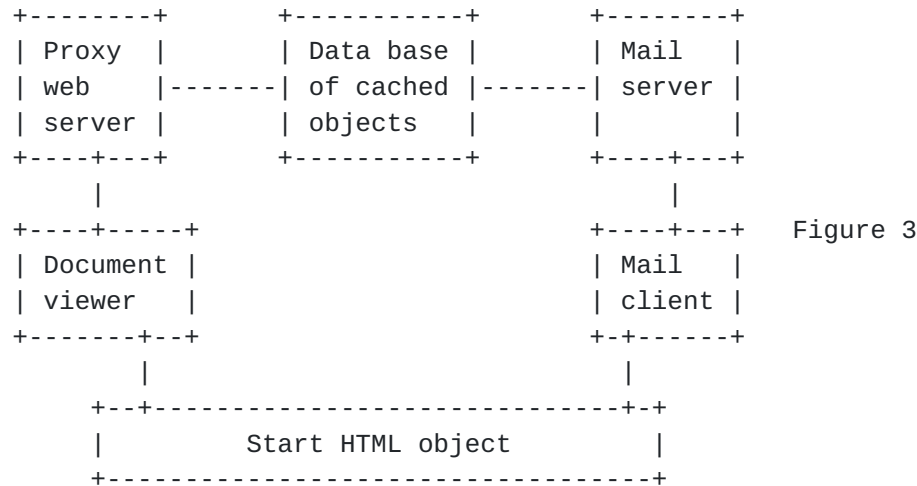 +--------+       +-----------+       +--------+
| Proxy  |       | Data base |       | Mail   |
| web    |-------| of cached |-------| server |
| server |       | objects   |       |        |
+----+---+       +-----------+       +----+---+
     |                                    |
+----+-----+                         +----+---+   Figure 3
| Document |                         | Mail   |
| viewer   |                         | client |
+-------+--+                         +-+------+
        |                              |
     +--+------------------------------+-+
     |         Start HTML object         |
     +-----------------------------------+